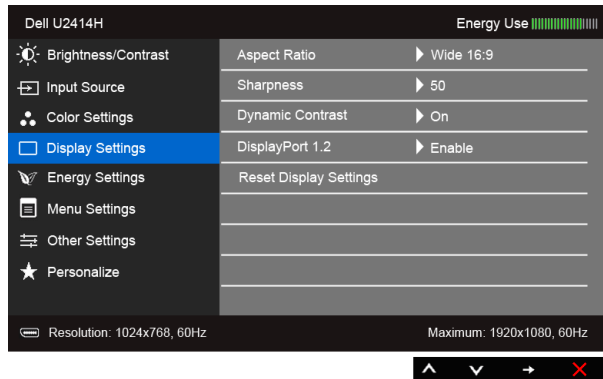 Dell U2414H Energy Use
Brightness/Contrast Aspect Ratio Wide 16:9
Input Source Sharpness 50
Color Settings Dynamic Contrast On
Display Settings DisplayPort 1.2 Enable
Energy Settings Reset Display Settings
Menu Settings
Other Settings
Personalize
Resolution: 1024x768, 60Hz Maximum: 1920x1080, 60Hz